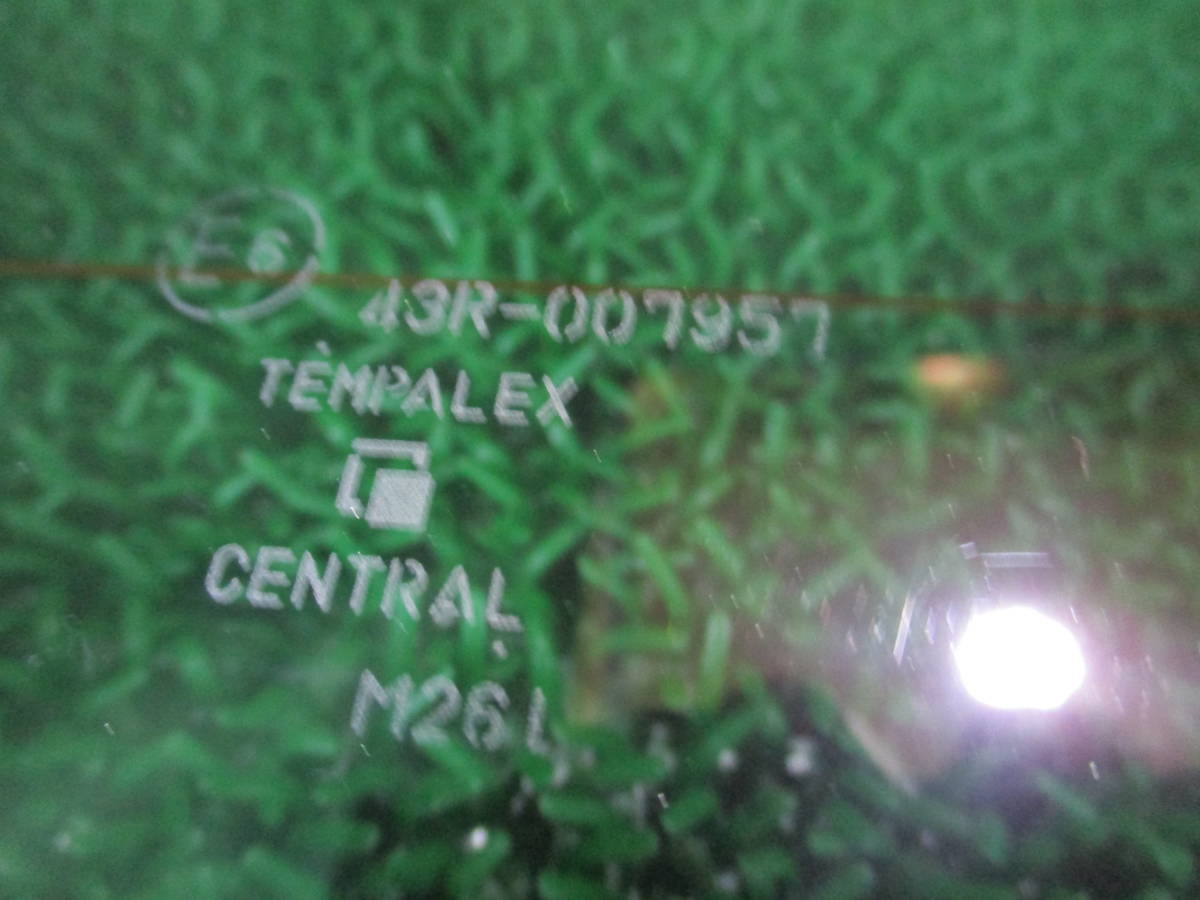 E6
43R-007957
TEMPALEX
CENTRAL
M26L